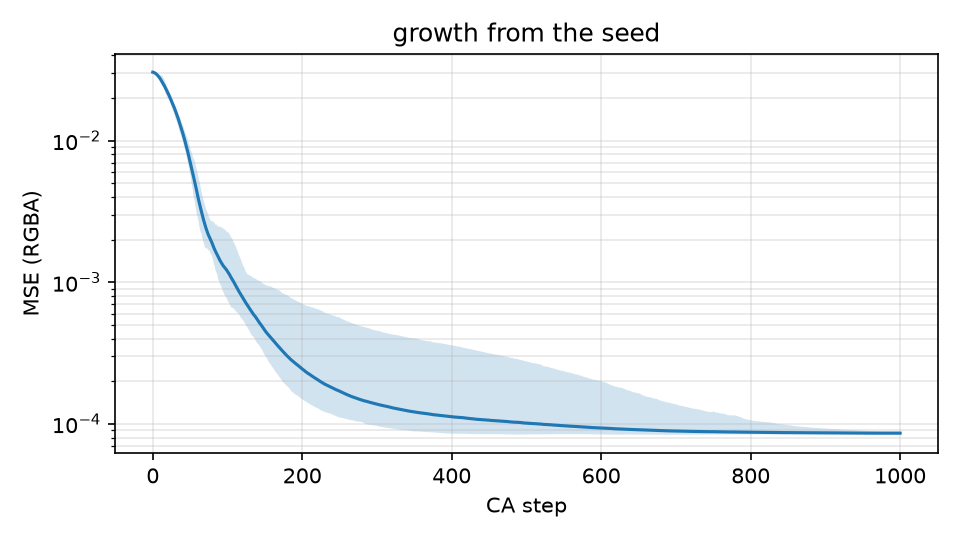 growth from the seed
MSE (RGBA)
10⁻²
10⁻³
10⁻⁴
0 200 400 600 800 1000
CA step